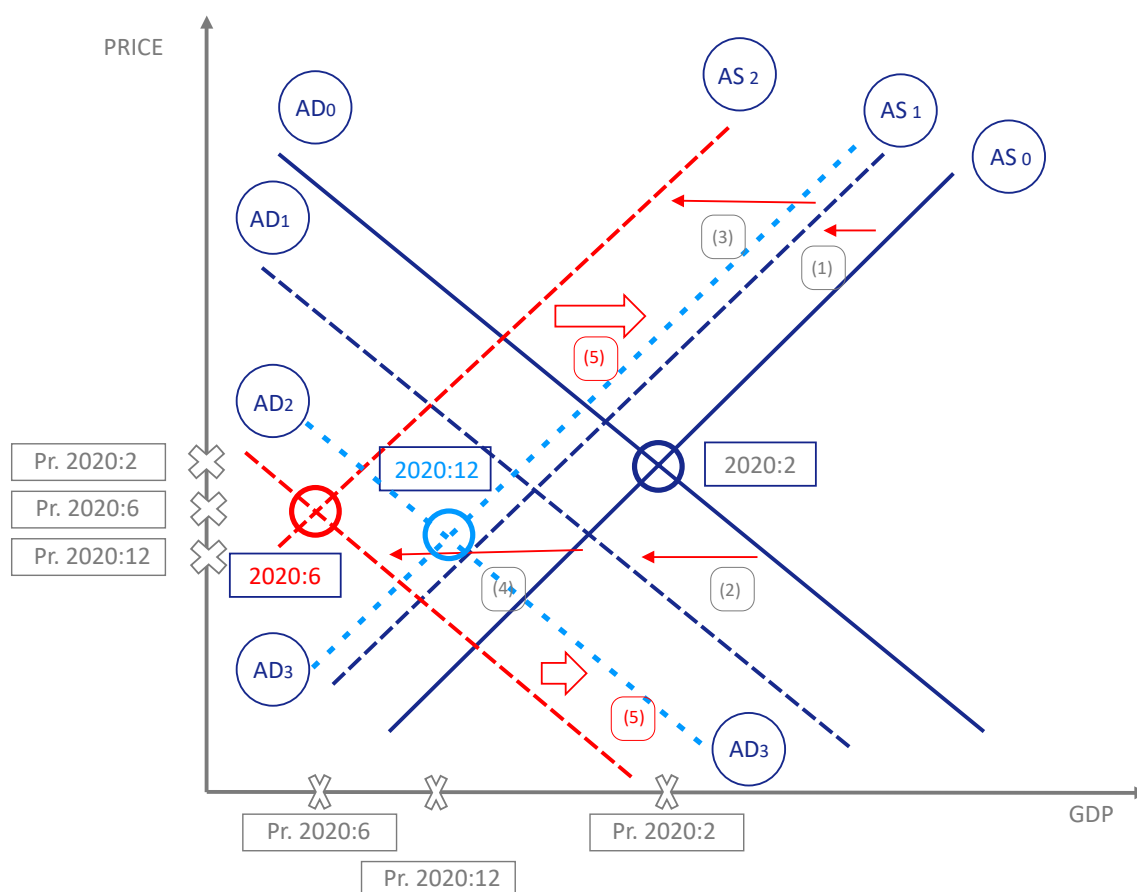 PRICE
AD0
AS 2
AS 1
AS 0
AD1
(3)
(1)
(5)
AD2
2020:12
2020:2
Pr. 2020:2
Pr. 2020:6
Pr. 2020:12
2020:6
(4)
(2)
AD3
(5)
AD3
GDP
Pr. 2020:6
Pr. 2020:2
Pr. 2020:12